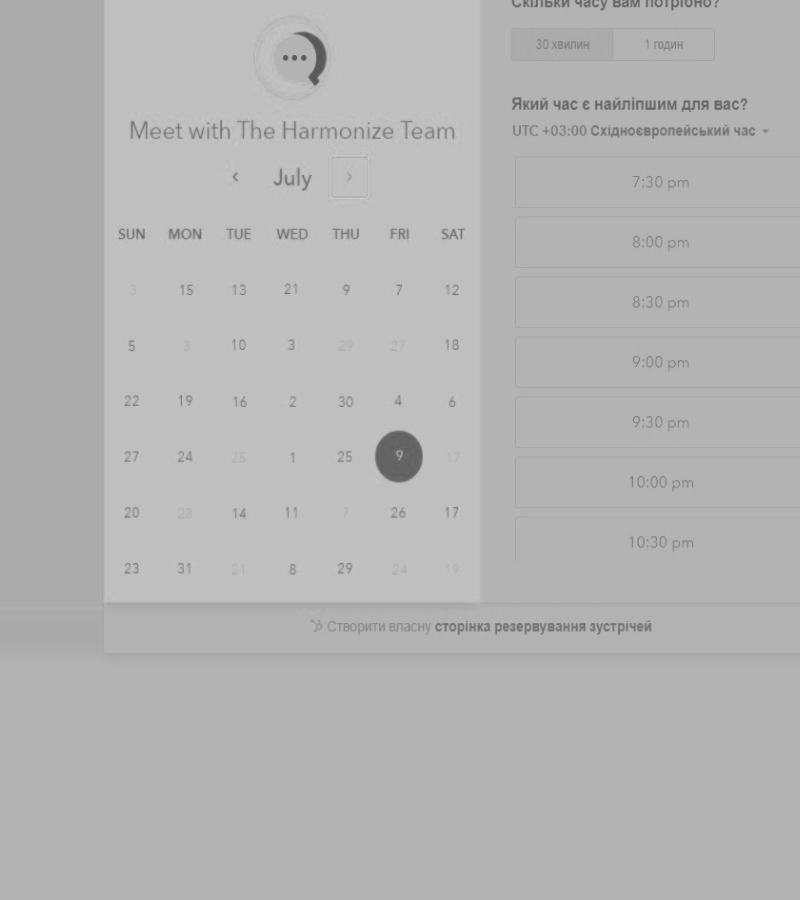 Скільки часу вам потрібно?
30 хвилин 1 годин
Який час є найліпшим для вас?
UTC +03:00 Східноєвропейський час
Meet with The Harmonize Team
July
SUN MON TUE WED THU FRI SAT
3 15 13 21 9 7 12
5 3 10 3 29 27 18
22 19 16 2 30 4 6
27 24 25 1 25 9 17
20 28 14 11 7 26 17
23 31 21 8 29 24 19
7:30 pm
8:00 pm
8:30 pm
9:00 pm
9:30 pm
10:00 pm
10:30 pm
Створити власну сторінка резервування зустрічей